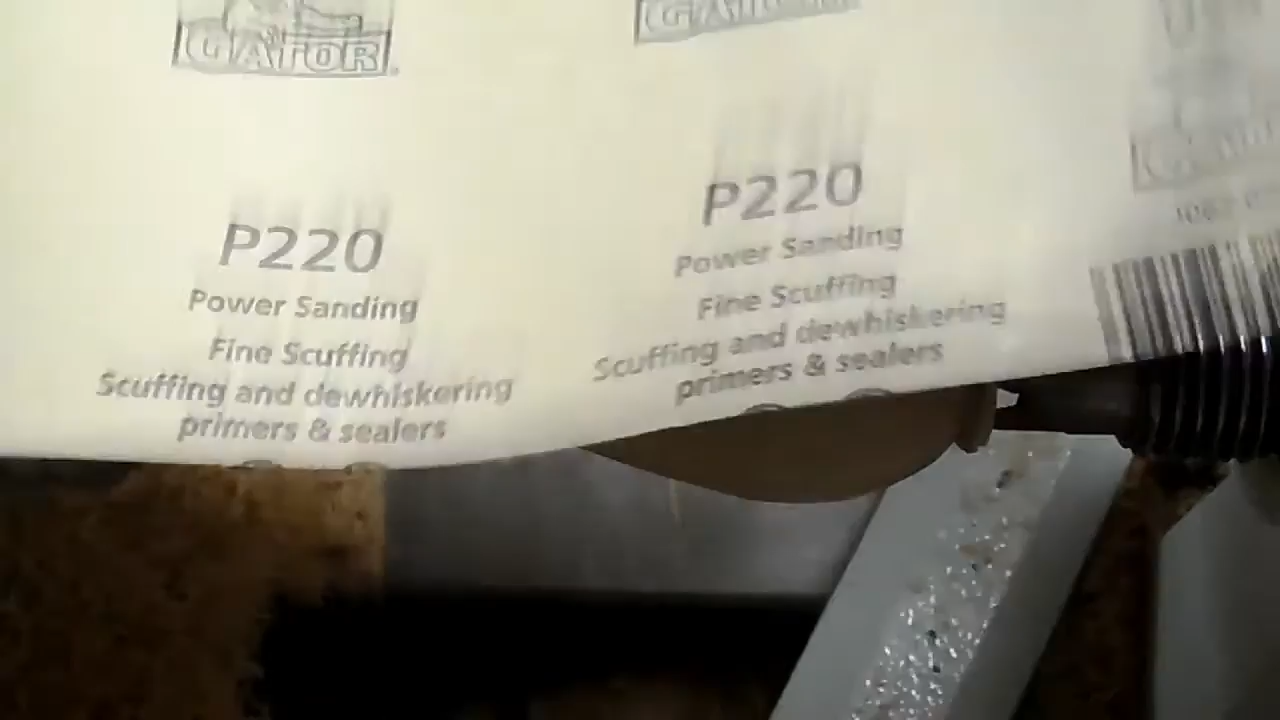 GATOR
P220
Power Sanding
Fine Scuffing
Scuffing and dewhiskering
primers & sealers
GATOR
P220
Power Sanding
Fine Scuffing
Scuffing and dewhiskering
primers & sealers